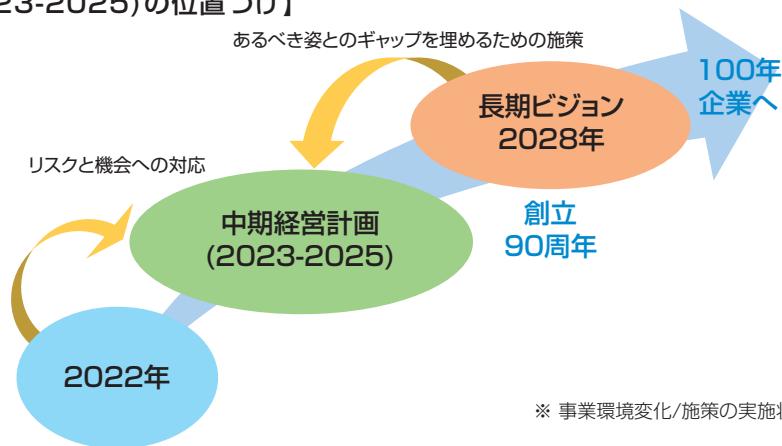 23-2025)の位置づけ】
あるべき姿とのギャップを埋めるための施策
100年
企業へ
長期ビジョン
2028年
リスクと機会への対応
創立
90周年
中期経営計画
(2023-2025)
2022年
※ 事業環境変化/施策の実施